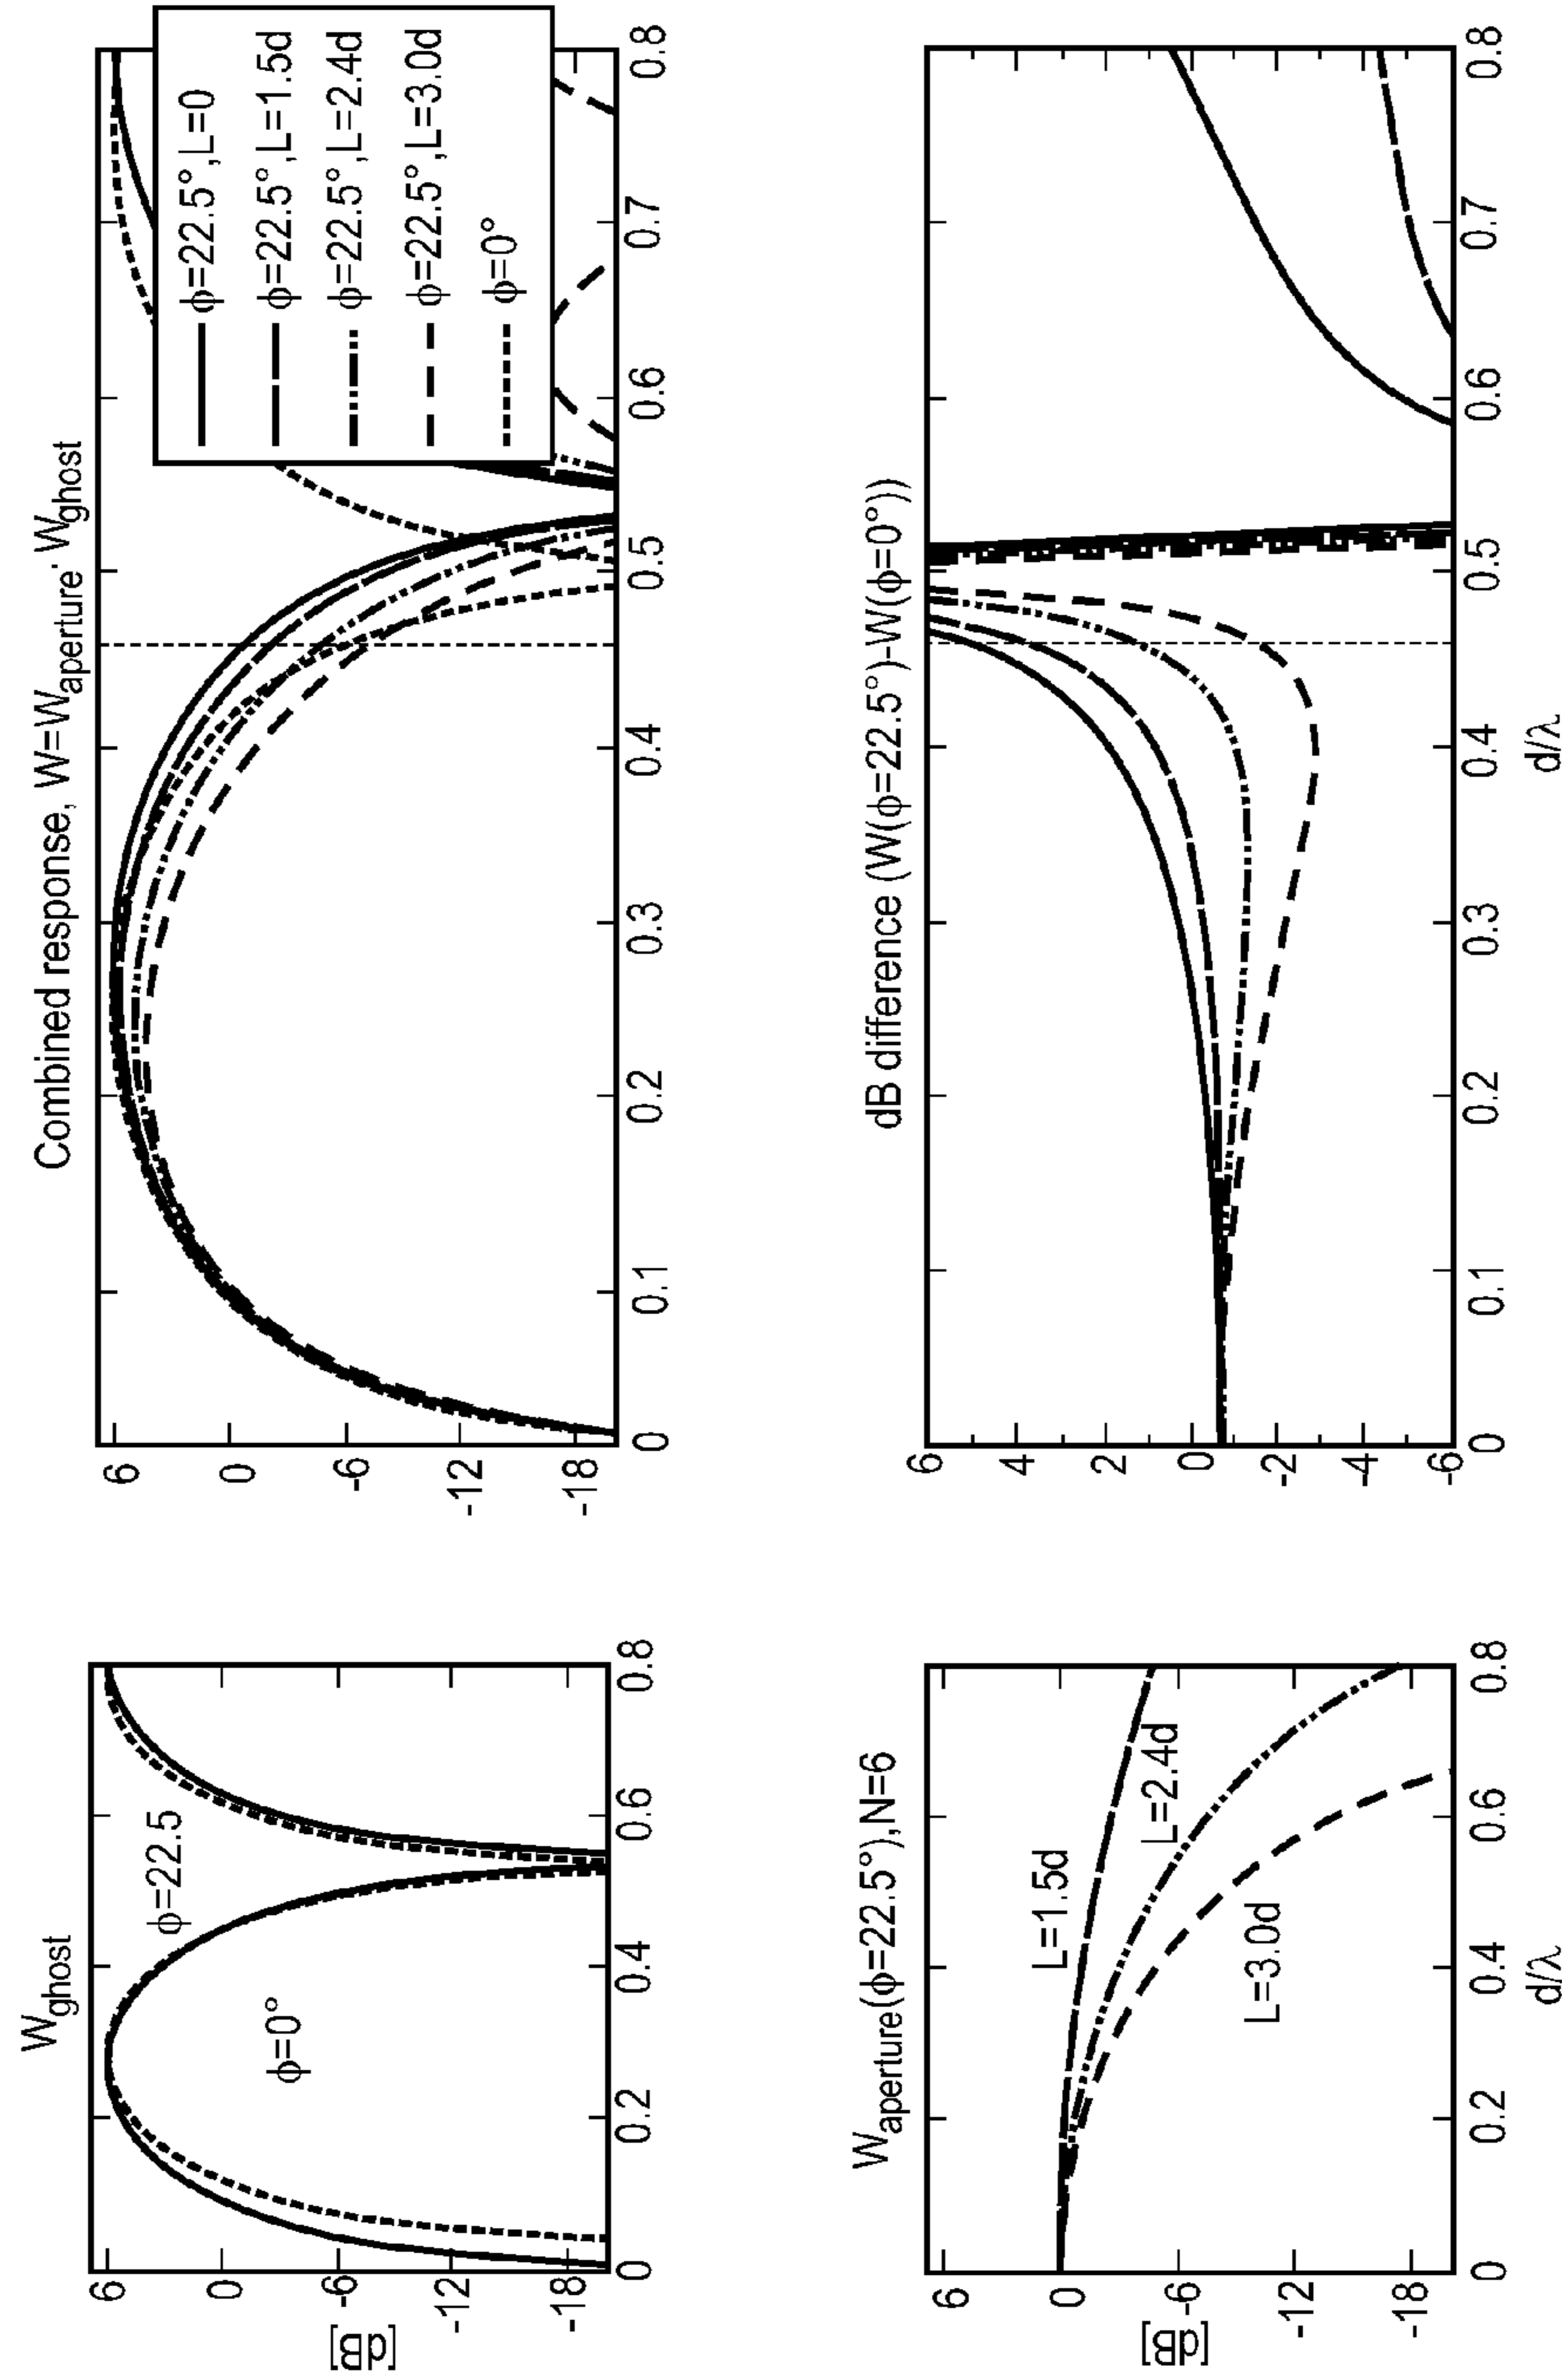 W_ghost
[dB]
6
0
-6
-12
-18
0
0.2
0.4
0.6
0.8
ϕ=22.5
ϕ=0°
Combined response, W=W_aperture· W_ghost
6
0
-6
-12
-18
0
0.1
0.2
0.3
0.4
0.5
0.6
0.7
0.8
ϕ=22.5°,L=0
ϕ=22.5°,L=1.5d
ϕ=22.5°,L=2.4d
ϕ=22.5°,L=3.0d
ϕ=0°
W_aperture(ϕ=22.5°),N=6
[dB]
6
0
-6
-12
-18
L=1.5d
L=2.4d
L=3.0d
0
0.2
0.4
0.6
0.8
d/λ
dB difference (W(ϕ=22.5°)-W(ϕ=0°))
6
4
2
0
-2
-4
-6
0
0.1
0.2
0.3
0.4
0.5
0.6
0.7
0.8
d/λ